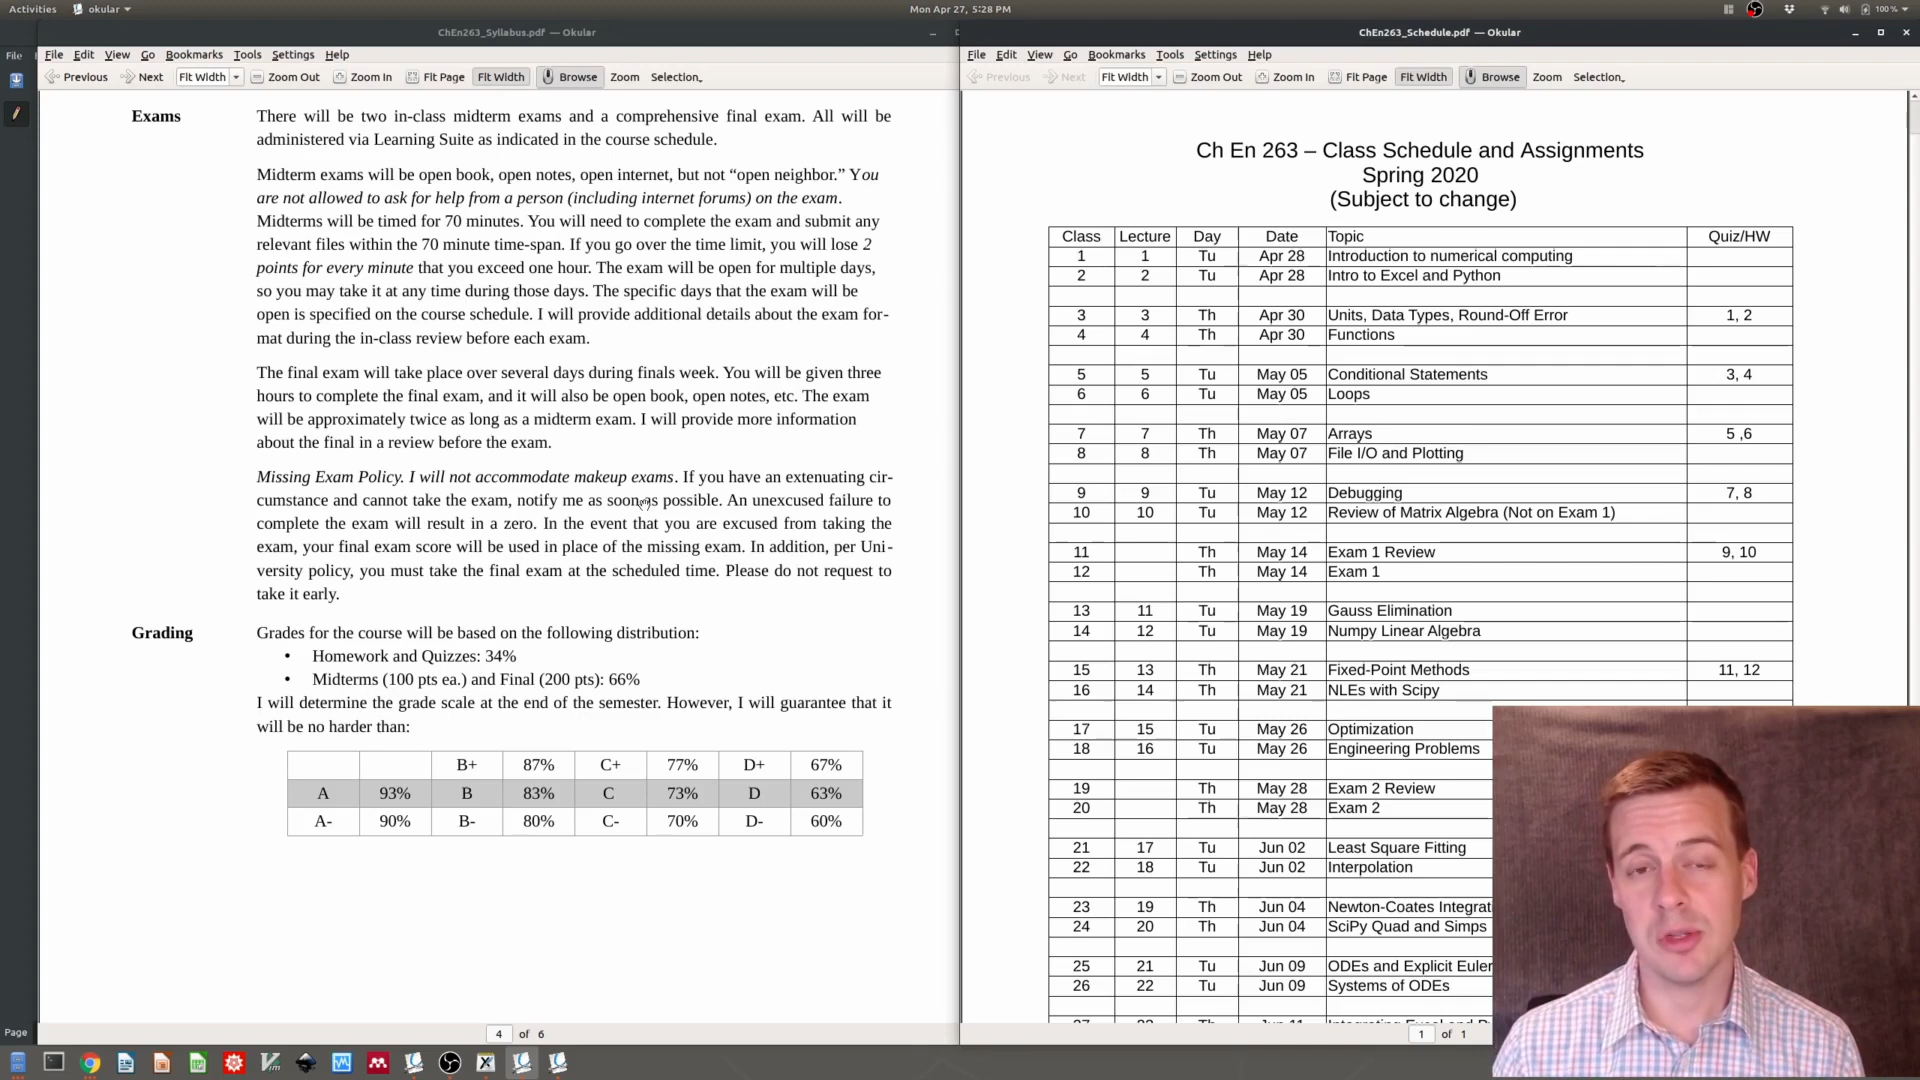 Activities okular Mon Apr 27, 5:28 PM 100%
ChEn263_Syllabus.pdf — Okular
File Edit View Go Bookmarks Tools Settings Help
Previous Next Fit Width Zoom Out Zoom In Fit Page Fit Width Browse Zoom Selection
File
Exams There will be two in-class midterm exams and a comprehensive final exam. All will be
administered via Learning Suite as indicated in the course schedule.
Midterm exams will be open book, open notes, open internet, but not “open neighbor.” You
are not allowed to ask for help from a person (including internet forums) on the exam.
Midterms will be timed for 70 minutes. You will need to complete the exam and submit any
relevant files within the 70 minute time-span. If you go over the time limit, you will lose 2
points for every minute that you exceed one hour. The exam will be open for multiple days,
so you may take it at any time during those days. The specific days that the exam will be
open is specified on the course schedule. I will provide additional details about the exam for-
mat during the in-class review before each exam.
The final exam will take place over several days during finals week. You will be given three
hours to complete the final exam, and it will also be open book, open notes, etc. The exam
will be approximately twice as long as a midterm exam. I will provide more information
about the final in a review before the exam.
Missing Exam Policy. I will not accommodate makeup exams. If you have an extenuating cir-
cumstance and cannot take the exam, notify me as soon as possible. An unexcused failure to
complete the exam will result in a zero. In the event that you are excused from taking the
exam, your final exam score will be used in place of the missing exam. In addition, per Uni-
versity policy, you must take the final exam at the scheduled time. Please do not request to
take it early.
Grading Grades for the course will be based on the following distribution:
• Homework and Quizzes: 34%
• Midterms (100 pts ea.) and Final (200 pts): 66%
I will determine the grade scale at the end of the semester. However, I will guarantee that it
will be no harder than:
B+ 87% C+ 77% D+ 67%
A 93% B 83% C 73% D 63%
A- 90% B- 80% C- 70% D- 60%
Page
4 of 6
ChEn263_Schedule.pdf — Okular
File Edit View Go Bookmarks Tools Settings Help
Previous Next Fit Width Zoom Out Zoom In Fit Page Fit Width Browse Zoom Selection
Ch En 263 – Class Schedule and Assignments
Spring 2020
(Subject to change)
Class Lecture Day Date Topic Quiz/HW
1 1 Tu Apr 28 Introduction to numerical computing
2 2 Tu Apr 28 Intro to Excel and Python
3 3 Th Apr 30 Units, Data Types, Round-Off Error 1, 2
4 4 Th Apr 30 Functions
5 5 Tu May 05 Conditional Statements 3, 4
6 6 Tu May 05 Loops
7 7 Th May 07 Arrays 5 ,6
8 8 Th May 07 File I/O and Plotting
9 9 Tu May 12 Debugging 7, 8
10 10 Tu May 12 Review of Matrix Algebra (Not on Exam 1)
11 Th May 14 Exam 1 Review 9, 10
12 Th May 14 Exam 1
13 11 Tu May 19 Gauss Elimination
14 12 Tu May 19 Numpy Linear Algebra
15 13 Th May 21 Fixed-Point Methods 11, 12
16 14 Th May 21 NLEs with Scipy
17 15 Tu May 26 Optimization
18 16 Tu May 26 Engineering Problems
19 Th May 28 Exam 2 Review
20 Th May 28 Exam 2
21 17 Tu Jun 02 Least Square Fitting
22 18 Tu Jun 02 Interpolation
23 19 Th Jun 04 Newton-Coates Integrat
24 20 Th Jun 04 SciPy Quad and Simps
25 21 Tu Jun 09 ODEs and Explicit Euler
26 22 Tu Jun 09 Systems of ODEs
1 of 1